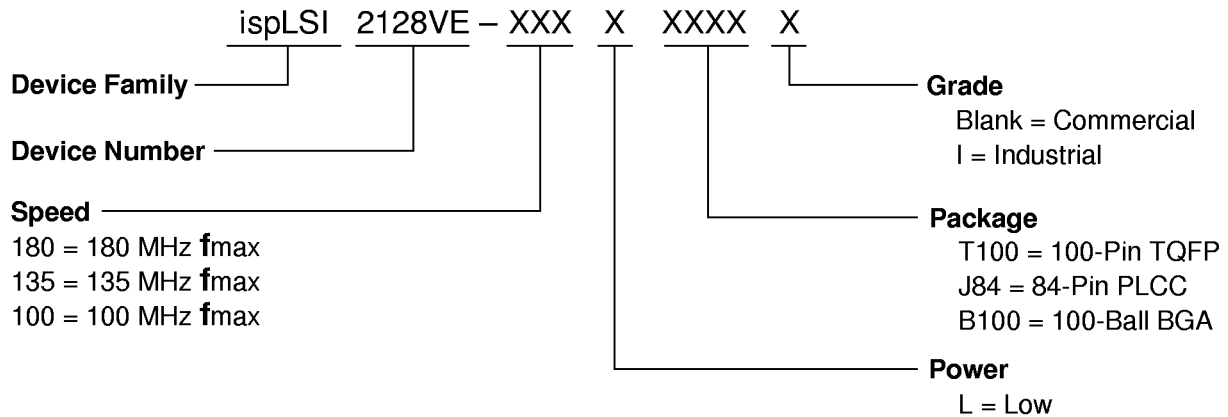 ispLSI 2128VE – XXX X XXXX X
Device Family
Device Number
Speed
180 = 180 MHz fmax
135 = 135 MHz fmax
100 = 100 MHz fmax
Grade
Blank = Commercial
I = Industrial
Package
T100 = 100-Pin TQFP
J84 = 84-Pin PLCC
B100 = 100-Ball BGA
Power
L = Low